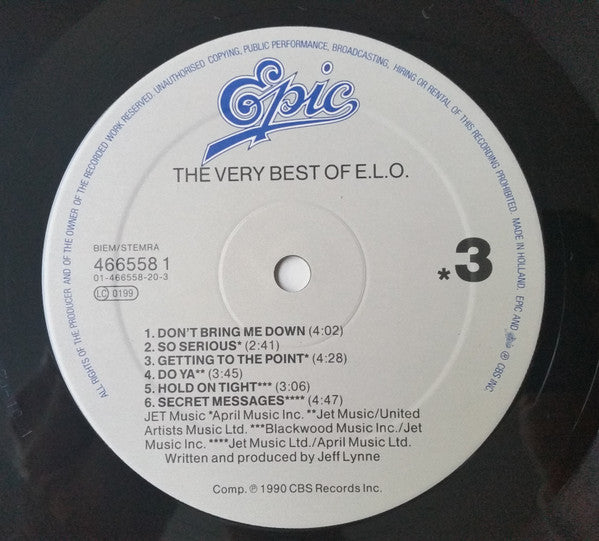 ALL RIGHTS OF THE PRODUCER AND OF THE OWNER OF THE RECORDED WORK RESERVED. UNAUTHORISED COPYING, PUBLIC PERFORMANCE, BROADCASTING, HIRING OR RENTAL OF THIS RECORDING PROHIBITED. MADE IN HOLLAND. EPIC AND Epic ℗ CBS INC.
Epic
THE VERY BEST OF E.L.O.
BIEM/STEMRA
466558 1
01-466558-20-3
LC 0199
*3
1. DON'T BRING ME DOWN (4:02)
2. SO SERIOUS* (2:41)
3. GETTING TO THE POINT* (4:28)
4. DO YA** (3:45)
5. HOLD ON TIGHT*** (3:06)
6. SECRET MESSAGES**** (4:47)
JET Music *April Music Inc. **Jet Music/United
Artists Music Ltd. ***Blackwood Music Inc./Jet
Music Inc. ****Jet Music Ltd./April Music Ltd.
Written and produced by Jeff Lynne
Comp. ℗ 1990 CBS Records Inc.